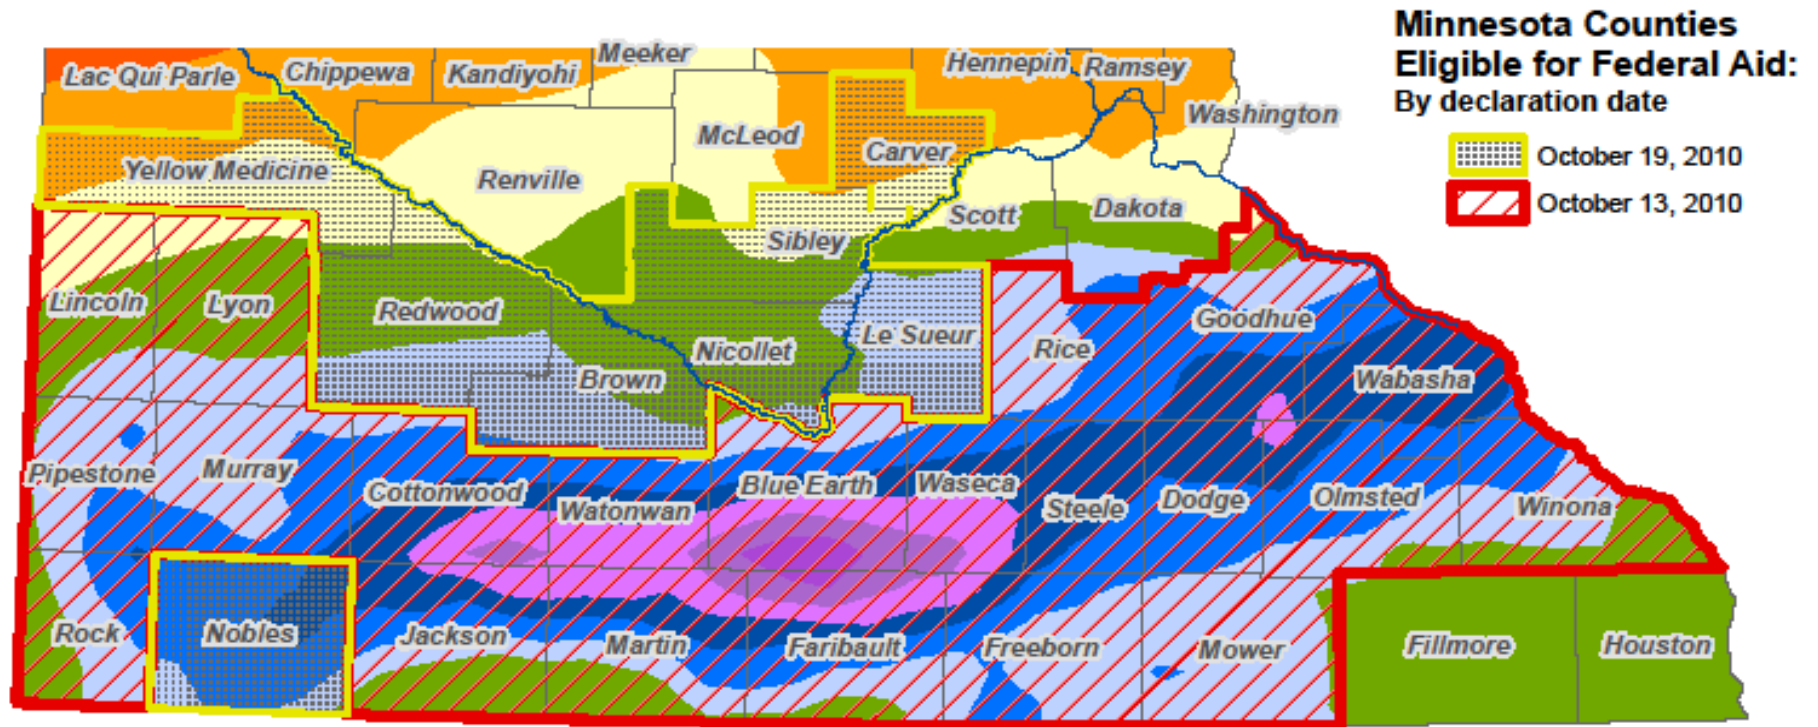 Minnesota Counties
Eligible for Federal Aid:
By declaration date
October 19, 2010
October 13, 2010
Lac Qui Parle
Chippewa
Kandiyohi
Meeker
Hennepin
Ramsey
Washington
McLeod
Carver
Yellow Medicine
Renville
Scott
Dakota
Sibley
Lincoln
Lyon
Redwood
Le Sueur
Goodhue
Nicollet
Rice
Brown
Wabasha
Pipestone
Murray
Cottonwood
Watonwan
Blue Earth
Waseca
Steele
Dodge
Olmsted
Winona
Rock
Nobles
Jackson
Martin
Faribault
Freeborn
Mower
Fillmore
Houston